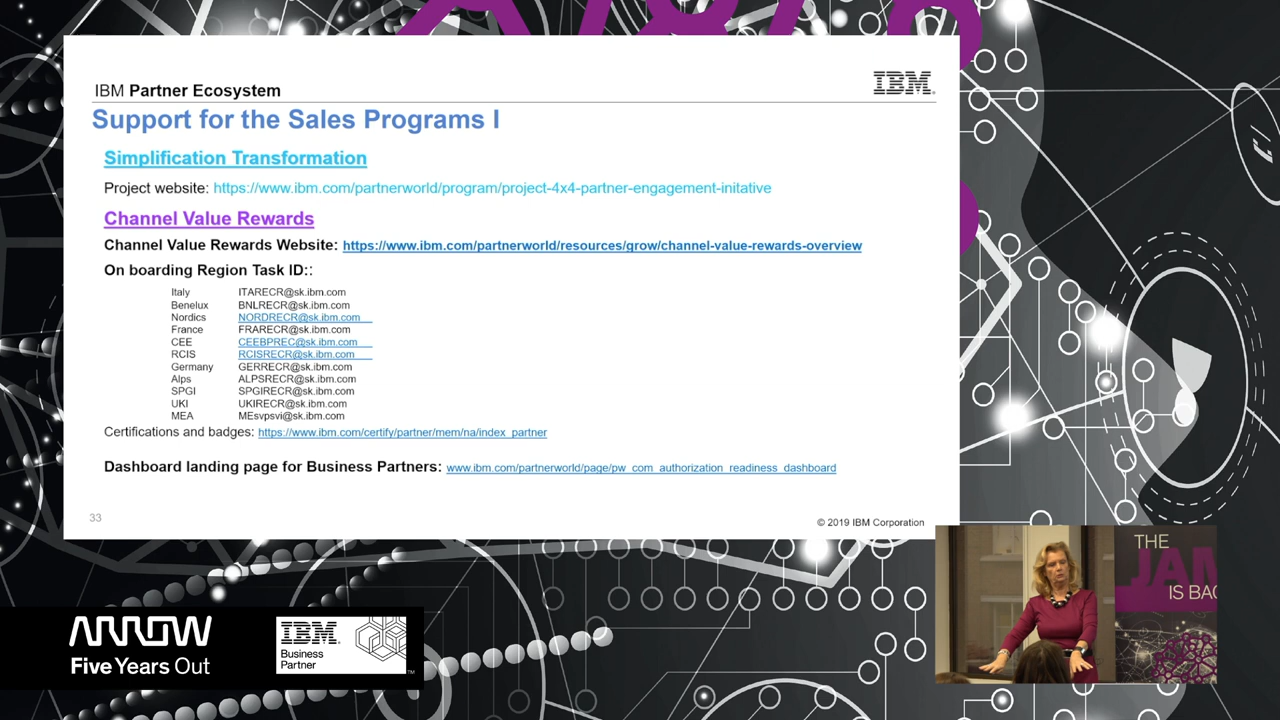 IBM Partner Ecosystem
IBM
Support for the Sales Programs I
Simplification Transformation
Project website: https://www.ibm.com/partnerworld/program/project-4x4-partner-engagement-initative
Channel Value Rewards
Channel Value Rewards Website: https://www.ibm.com/partnerworld/resources/grow/channel-value-rewards-overview
On boarding Region Task ID::
Italy ITARECR@sk.ibm.com
Benelux BNLRECR@sk.ibm.com
Nordics NORDRECR@sk.ibm.com
France FRARECR@sk.ibm.com
CEE CEEBPREC@sk.ibm.com
RCIS RCISRECR@sk.ibm.com
Germany GERRECR@sk.ibm.com
Alps ALPSRECR@sk.ibm.com
SPGI SPGIRECR@sk.ibm.com
UKI UKIRECR@sk.ibm.com
MEA MEsvpsvi@sk.ibm.com
Certifications and badges: https://www.ibm.com/certify/partner/mem/na/index_partner
Dashboard landing page for Business Partners: www.ibm.com/partnerworld/page/pw_com_authorization_readiness_dashboard
33
© 2019 IBM Corporation
THE
JAM
IS BAC
ARROW
Five Years Out
IBM
Business
Partner
TM